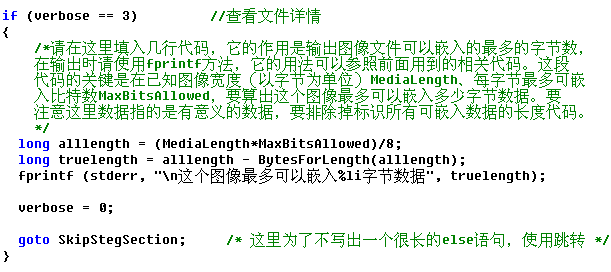 if (verbose == 3)          //查看文件详情
{
    /*请在这里填入几行代码，它的作用是输出图像文件可以嵌入的最多的字节数，
    在输出时请使用fprintf方法，它的用法可以参照前面用到的相关代码。这段
    代码的关键是在已知图像宽度（以字节为单位）MediaLength、每字节最多可嵌
    入比特数MaxBitsAllowed，要算出这个图像最多可以嵌入多少字节数据。要
    注意这里数据指的是有意义的数据，要排除掉标识所有可嵌入数据的长度代码。
    */
  long alllength = (MediaLength*MaxBitsAllowed)/8;
  long truelength = alllength - BytesForLength(alllength);
  fprintf (stderr, "\n这个图像最多可以嵌入%li字节数据", truelength);
  verbose = 0;
  goto SkipStegSection;     /* 这里为了不写出一个很长的else语句，使用跳转 */
}